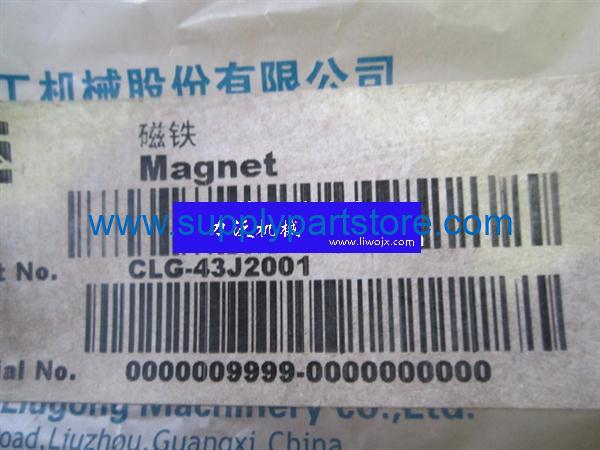 工机械股份有限公司
磁铁
Magnet
www.supplypartstore.com
www.liwojx.com
t No.
CLG-43J2001
ial No.
0000009999-0000000000
Liugong Machinery co.,Ltd.
oad,Liuzhou,Guangxi,China